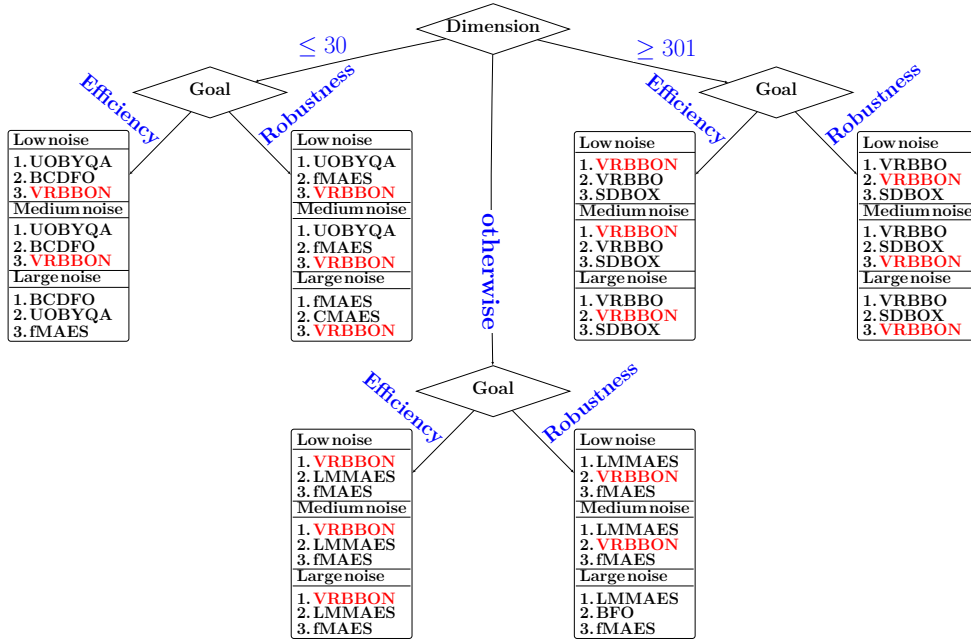 Dimension
≤ 30
≥ 301
otherwise
Goal
Efficiency
Robustness
Low noise
1. UOBYQA
2. BCDFO
3. VRBBON
Medium noise
1. UOBYQA
2. BCDFO
3. VRBBON
Large noise
1. BCDFO
2. UOBYQA
3. fMAES
Low noise
1. UOBYQA
2. fMAES
3. VRBBON
Medium noise
1. UOBYQA
2. fMAES
3. VRBBON
Large noise
1. fMAES
2. CMAES
3. VRBBON
Goal
Efficiency
Robustness
Low noise
1. VRBBON
2. VRBBO
3. SDBOX
Medium noise
1. VRBBON
2. VRBBO
3. SDBOX
Large noise
1. VRBBO
2. VRBBON
3. SDBOX
Low noise
1. VRBBO
2. VRBBON
3. SDBOX
Medium noise
1. VRBBO
2. SDBOX
3. VRBBON
Large noise
1. VRBBO
2. SDBOX
3. VRBBON
Goal
Efficiency
Robustness
Low noise
1. VRBBON
2. LMMAES
3. fMAES
Medium noise
1. VRBBON
2. LMMAES
3. fMAES
Large noise
1. VRBBON
2. LMMAES
3. fMAES
Low noise
1. LMMAES
2. VRBBON
3. fMAES
Medium noise
1. LMMAES
2. VRBBON
3. fMAES
Large noise
1. LMMAES
2. BFO
3. fMAES